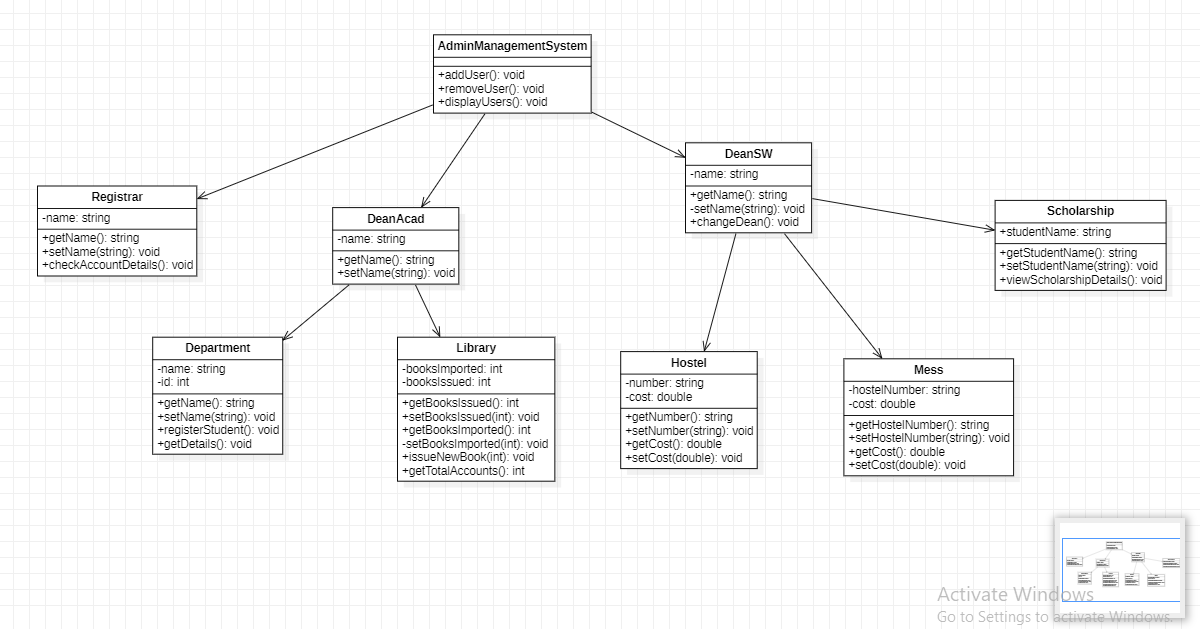 AdminManagementSystem
+addUser(): void
+removeUser(): void
+displayUsers(): void
Registrar
-name: string
+getName(): string
+setName(string): void
+checkAccountDetails(): void
DeanAcad
-name: string
+getName(): string
+setName(string): void
DeanSW
-name: string
+getName(): string
-setName(string): void
+changeDean(): void
Scholarship
+studentName: string
+getStudentName(): string
+setStudentName(string): void
+viewScholarshipDetails(): void
Department
-name: string
-id: int
+getName(): string
+setName(string): void
+registerStudent(): void
+getDetails(): void
Library
-booksImported: int
-booksIssued: int
+getBooksIssued(): int
+setBooksIssued(int): void
+getBooksImported(): int
-setBooksImported(int): void
+issueNewBook(int): void
+getTotalAccounts(): int
Hostel
-number: string
-cost: double
+getNumber(): string
+setNumber(string): void
+getCost(): double
+setCost(double): void
Mess
-hostelNumber: string
-cost: double
+getHostelNumber(): string
+setHostelNumber(string): void
+getCost(): double
+setCost(double): void
Activate Windows
Go to Settings to activate Windows.